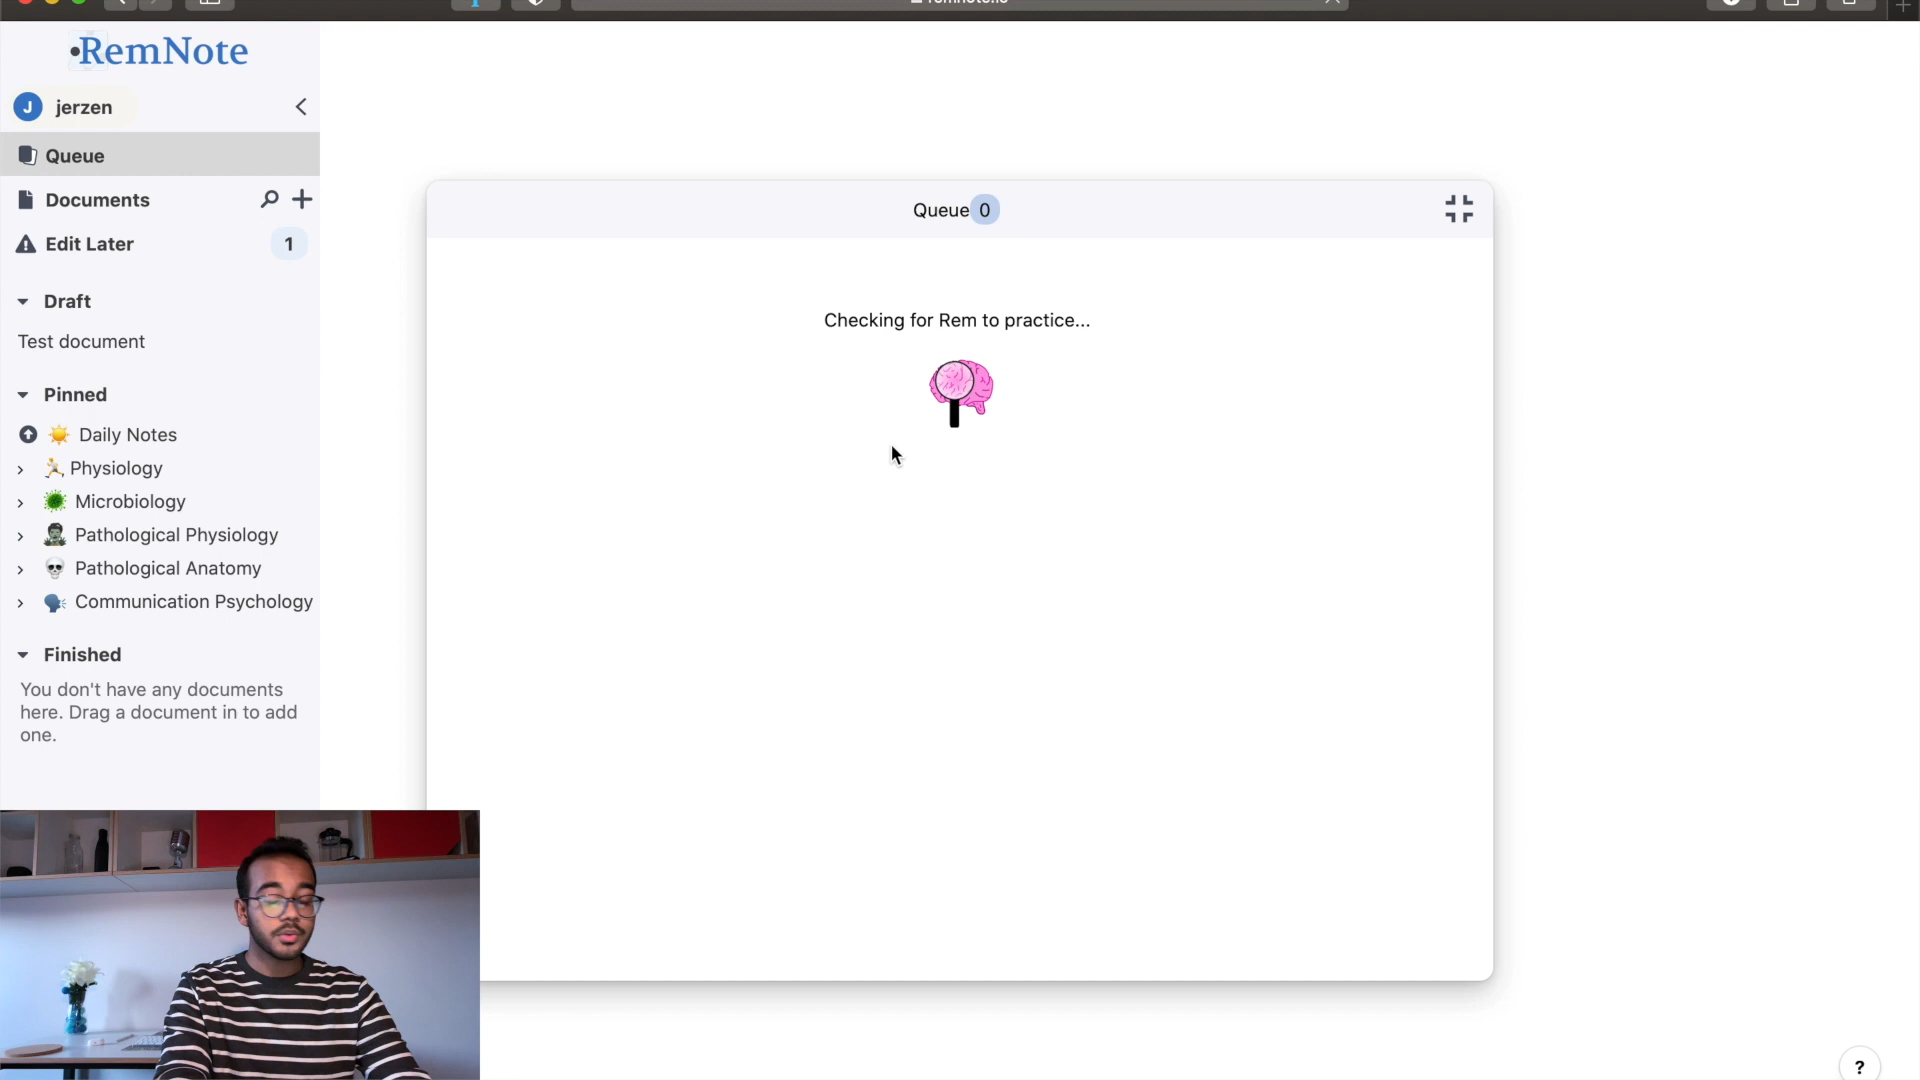 RemNote
J jerzen
Queue
Documents
Edit Later 1
Draft
Test document
Pinned
Daily Notes
Physiology
Microbiology
Pathological Physiology
Pathological Anatomy
Communication Psychology
Finished
You don't have any documents
here. Drag a document in to add
one.
Queue 0
Checking for Rem to practice...
?